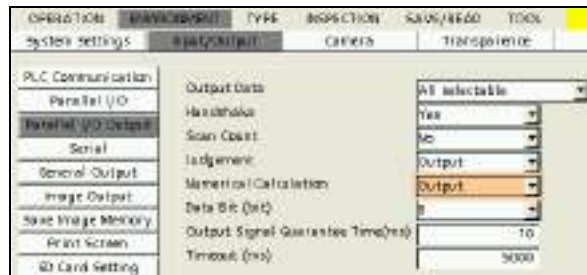 OPERATION ENVIRONMENT TYPE INSPECTION SAVE/READ TOOL
System Settings Input/Output Camera Transparence
PLC Communication
Parallel I/O
Parallel I/O Output
Serial
General Output
Image Output
Save Image Memory
Print Screen
SD Card Setting
Output Data All selectable
Handshake Yes
Scan Count No
Judgement Output
Numerical Calculation Output
Data Bit (bit) 8
Output Signal Guarantee Time(ms) 10
Timeout (ms) 5000